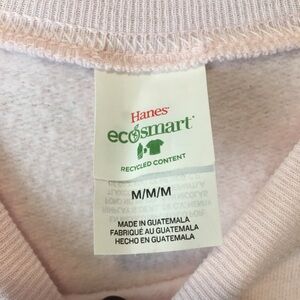 Hanes
ecosmart
RECYCLED CONTENT
M/M/M
MADE IN GUATEMALA
FABRIQUÉ AU GUATEMALA
HECHO EN GUATEMALA